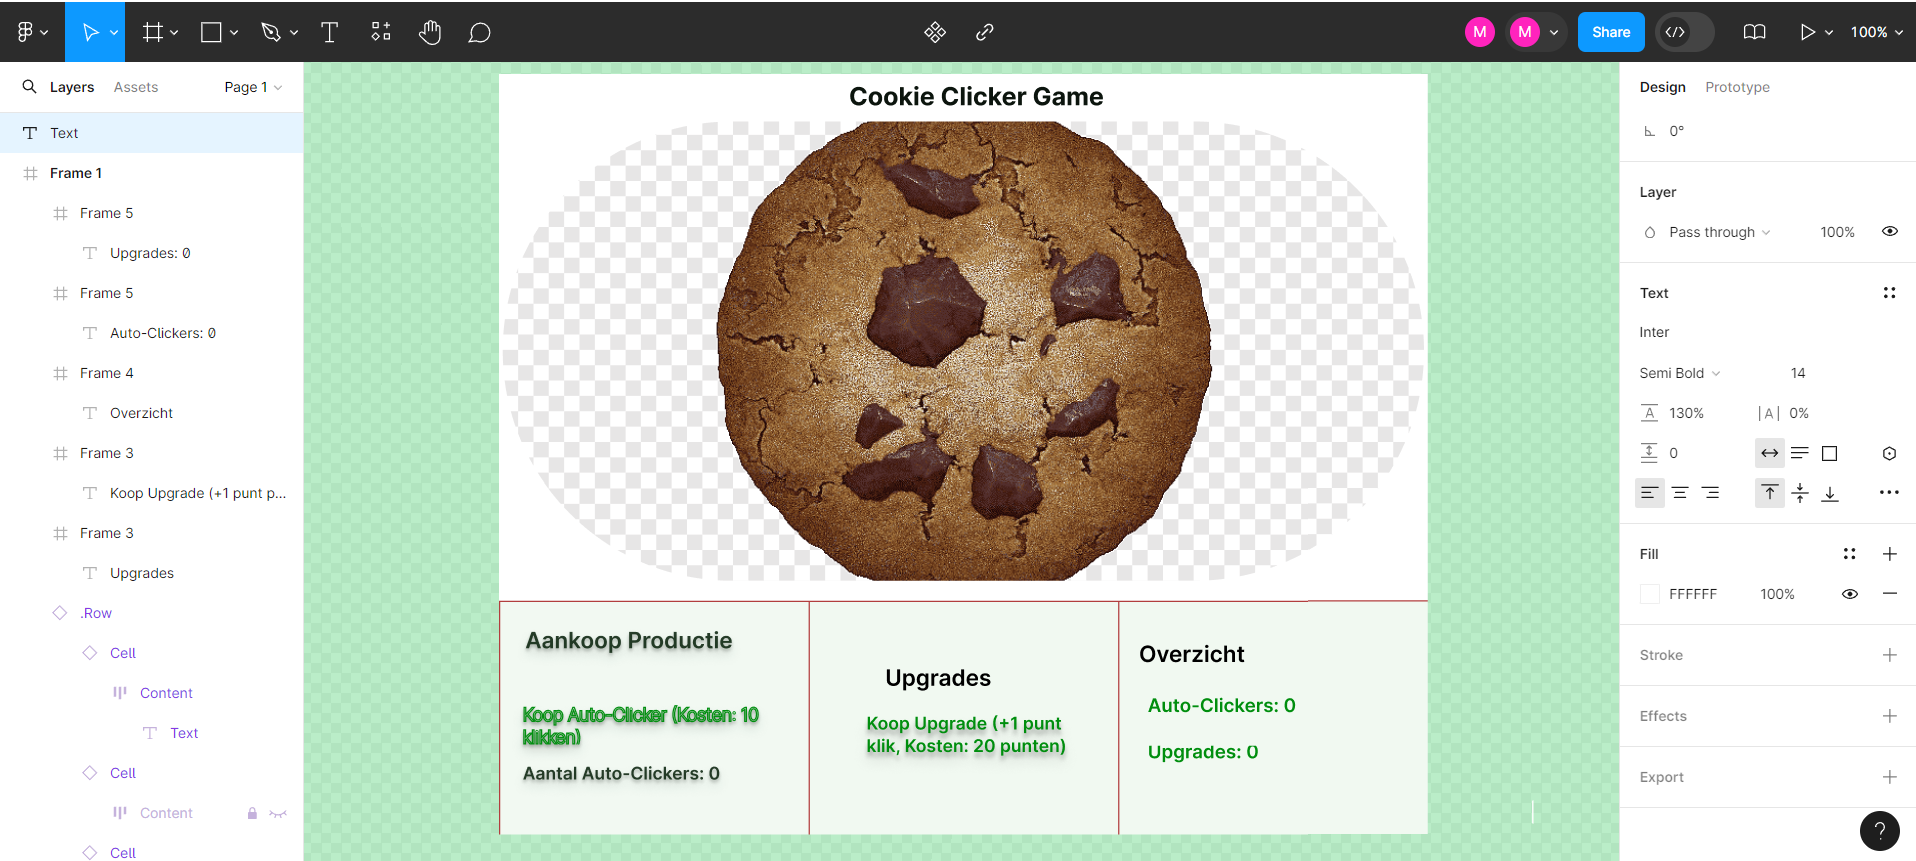 M
M
Share
100%
Layers
Assets
Page 1
Text
Frame 1
Frame 5
Upgrades: 0
Frame 5
Auto-Clickers: 0
Frame 4
Overzicht
Frame 3
Koop Upgrade (+1 punt p...
Frame 3
Upgrades
.Row
Cell
Content
Text
Cell
Content
Cell
Cookie Clicker Game
Aankoop Productie
Koop Auto-Clicker (Kosten: 10
klikken)
Aantal Auto-Clickers: 0
Upgrades
Koop Upgrade (+1 punt
klik, Kosten: 20 punten)
Overzicht
Auto-Clickers: 0
Upgrades: 0
Design
Prototype
0°
Layer
Pass through
100%
Text
Inter
Semi Bold
14
130%
0%
0
Fill
FFFFFF
100%
Stroke
Effects
Export
?